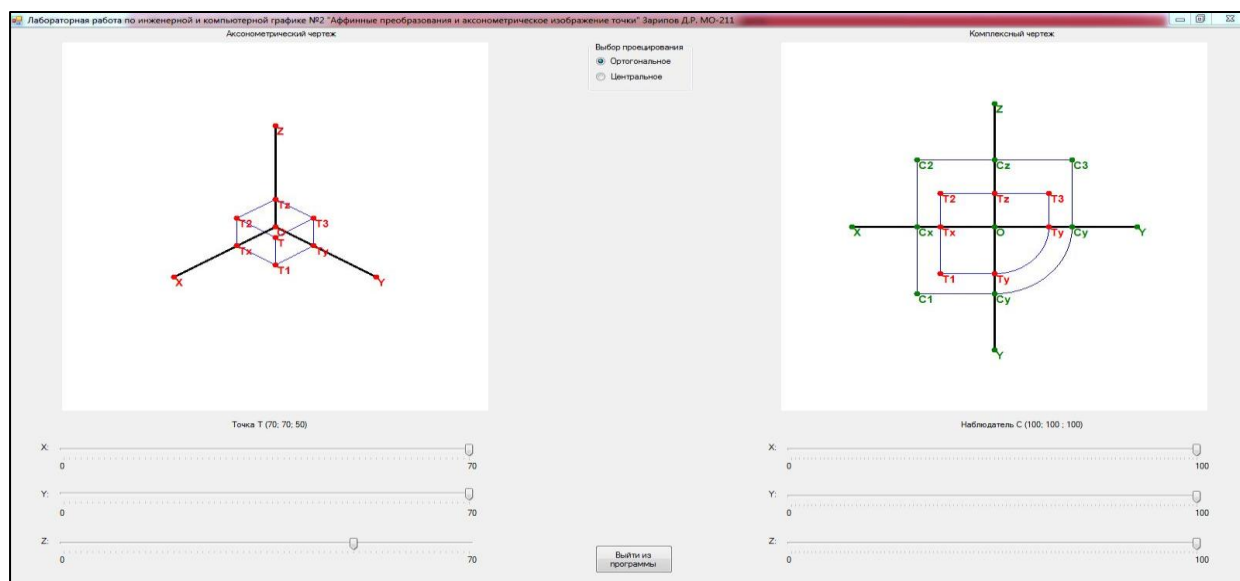 Лабораторная работа по инженерной и компьютерной графике №2 "Аффинные преобразования и аксонометрическое изображение точки" Зарипов Д.Р. МО-211
Аксонометрический чертеж
Z
Tz
T2
T3
O
T
Tx
Ty
T1
X
Y
Точка T (70; 70; 50)
X:
0
70
Y:
0
70
Z:
0
70
Выбор проецирования
Ортогональное
Центральное
Выйти из
программы
Комплексный чертеж
Z
C2
Cz
C3
T2
Tz
T3
X
Cx
Tx
O
Ty
Cy
Y
T1
Ty
C1
Cy
Y
Наблюдатель C (100; 100 ; 100)
X:
0
100
Y:
0
100
Z:
0
100